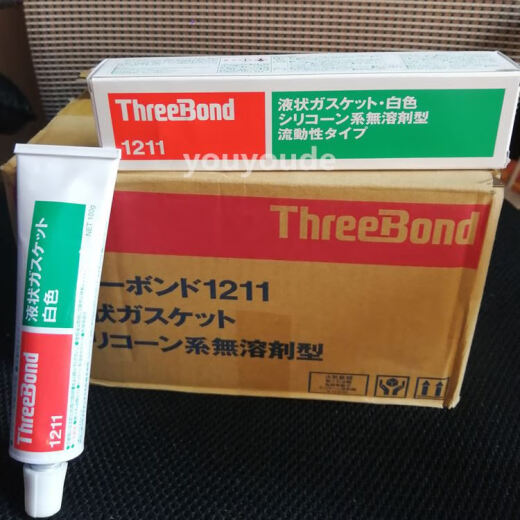 ThreeBond
1211
液状ガスケット・白色
シリコーン系無溶剤型
流動性タイプ
youyoude
ThreeBond
ーボンド1211
状ガスケット
リコーン系無溶剤型
NET 100g
液状ガスケット
白色
ThreeBond
1211